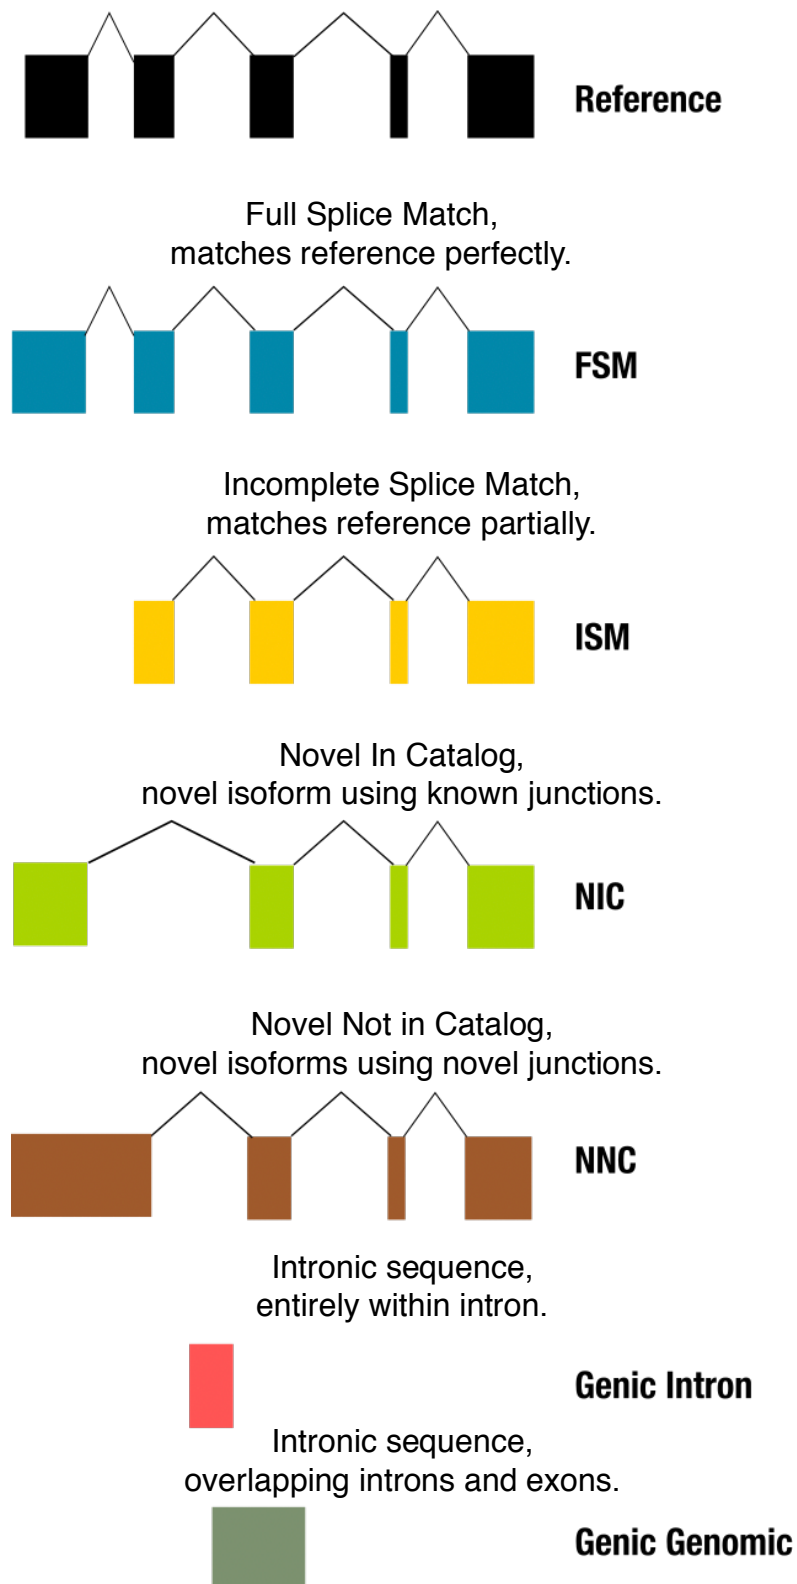 Reference
Full Splice Match,
matches reference perfectly.
FSM
Incomplete Splice Match,
matches reference partially.
ISM
Novel In Catalog,
novel isoform using known junctions.
NIC
Novel Not in Catalog,
novel isoforms using novel junctions.
NNC
Intronic sequence,
entirely within intron.
Genic Intron
Intronic sequence,
overlapping introns and exons.
Genic Genomic